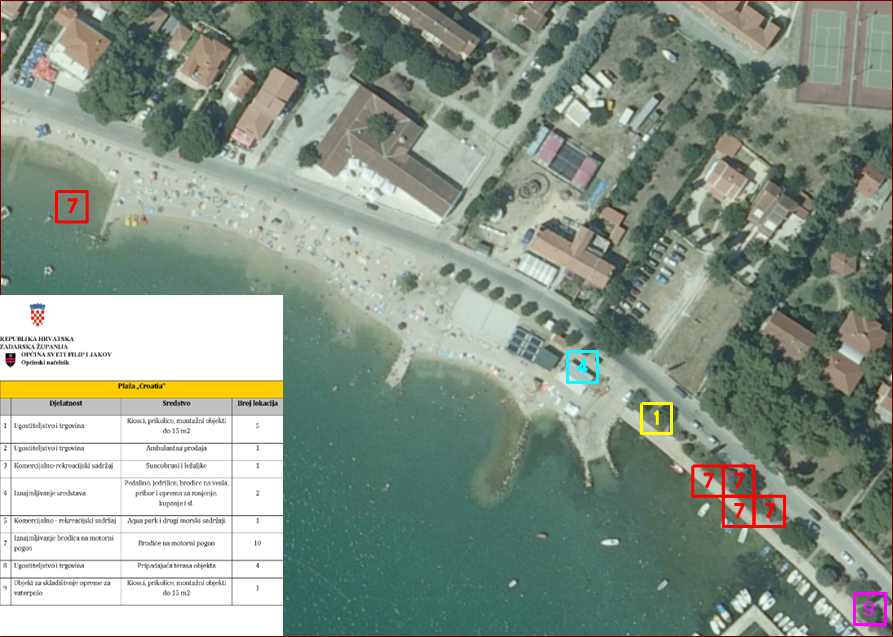 7
4
1
7 7
7 7
9
REPUBLIKA HRVATSKA
ZADARSKA ŽUPANIJA
OPĆINA SVETI FILIP I JAKOV
Općinski načelnik
Plaža „Croatia"
Djelatnost Sredstvo Broj lokacija
1 Ugostiteljstvo i trgovina Kiosci, prikolice, montažni objekti do 15 m2 5
2 Ugostiteljstvo i trgovina Ambulantna prodaja 1
3 Komercijalno-rekreacijski sadržaj Suncobrani i ležaljke 1
4 Iznajmljivanje sredstava Pedaline, jedrilice, brodice na vesla, pribor i oprema za ronjenje, kupanje i sl. 2
5 Komercijalno - rekreacijski sadržaj Aqua park i drugi morski sadržaji 1
7 Iznajmljivanje brodica na motorni pogon Brodice na motorni pogon 10
8 Ugostiteljstvo i trgovina Pripadajuća terasa objekta 4
9 Objekt za skladištenje opreme za vaterpolo Kiosci, prikolice, montažni objekti do 15 m2 1